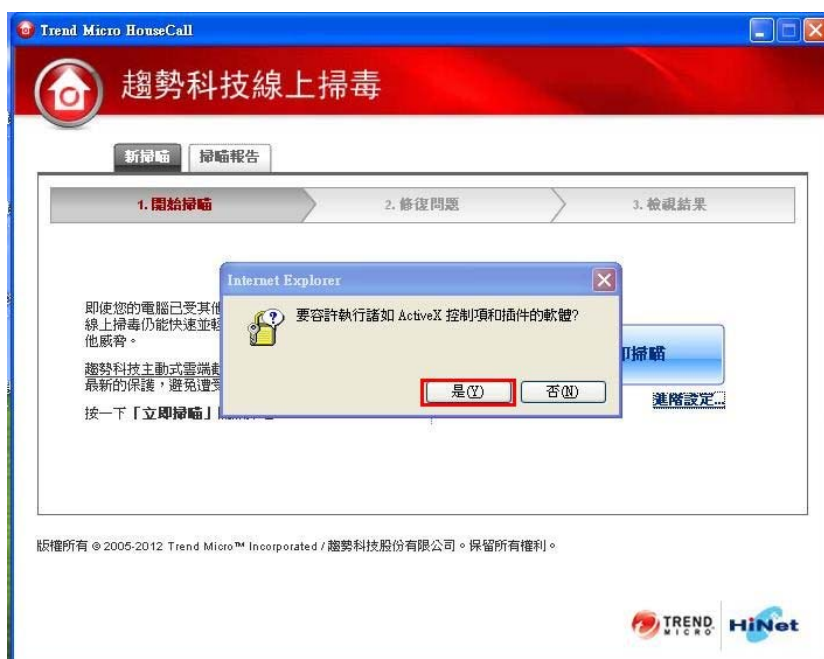 Trend Micro HouseCall
趨勢科技線上掃毒
新掃瞄 掃瞄報告
1. 開始掃瞄 2. 修復問題 3. 檢視結果
Internet Explorer
要容許執行諸如 ActiveX 控制項和插件的軟體?
是(Y) 否(N)
即使您的電腦已受其他
線上掃毒仍能快速並輕
他威脅。
趨勢科技主動式雲端截
最新的保護，避免遭受
按一下「立即掃瞄」
即掃瞄
進階設定...
版權所有 © 2005-2012 Trend Micro™ Incorporated / 趨勢科技股份有限公司。保留所有權利。
TREND MICRO
HiNet